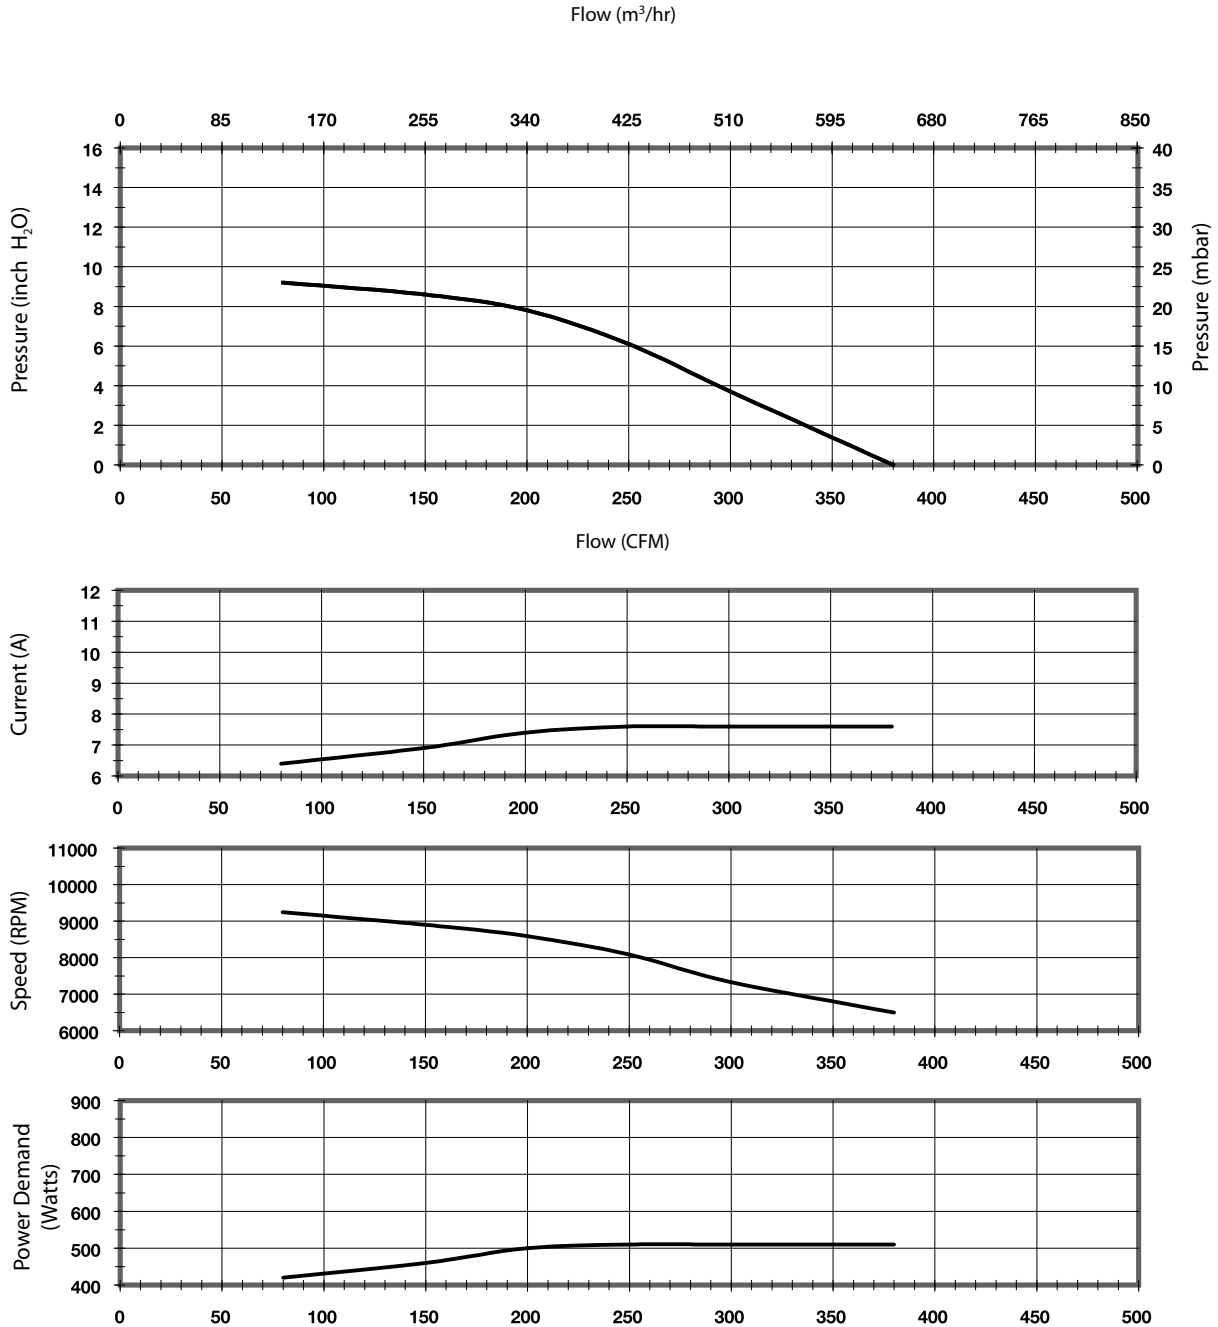 Flow (m³/hr)
0 85 170 255 340 425 510 595 680 765 850
Pressure (inch H₂O)
16
14
12
10
8
6
4
2
0
40
35
30
25
20
15
10
5
0
Pressure (mbar)
0 50 100 150 200 250 300 350 400 450 500
Flow (CFM)
Current (A)
12
11
10
9
8
7
6
0 50 100 150 200 250 300 350 400 450 500
Speed (RPM)
11000
10000
9000
8000
7000
6000
0 50 100 150 200 250 300 350 400 450 500
Power Demand
(Watts)
900
800
700
600
500
400
0 50 100 150 200 250 300 350 400 450 500